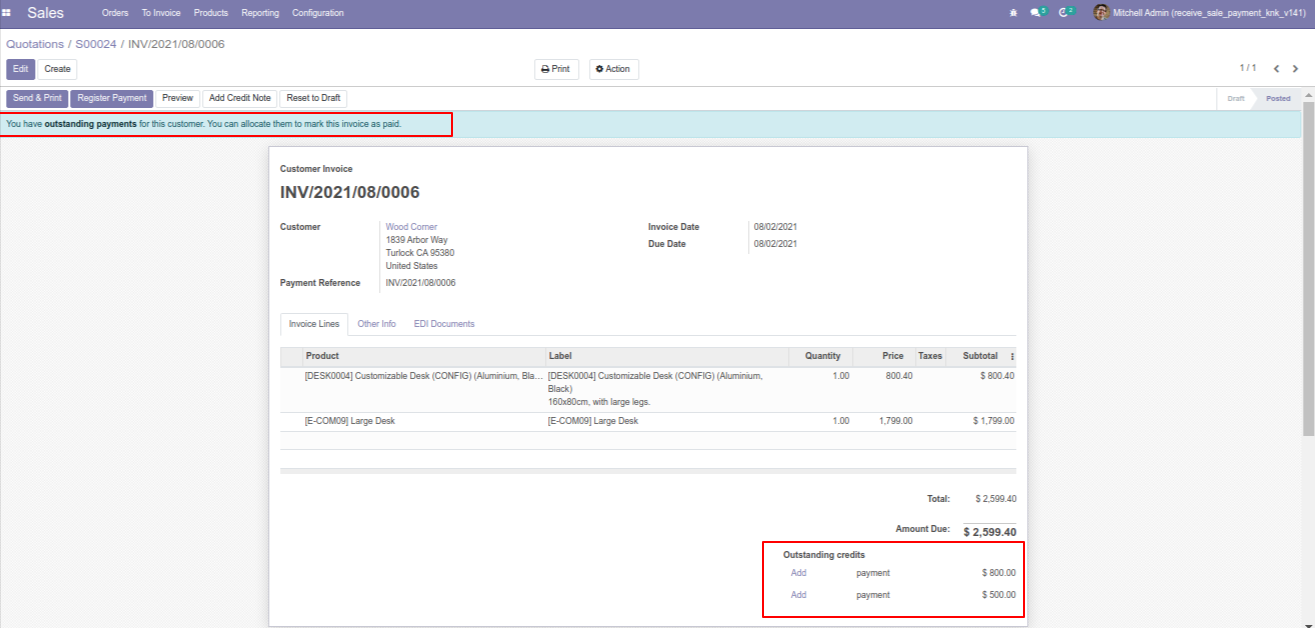 Sales Orders To Invoice Products Reporting Configuration 5 2 Mitchell Admin (receive_sale_payment_knk_v141)
Quotations / S00024 / INV/2021/08/0006
Edit Create Print Action 1 / 1
Send & Print Register Payment Preview Add Credit Note Reset to Draft Draft Posted
You have outstanding payments for this customer. You can allocate them to mark this invoice as paid.
Customer Invoice
INV/2021/08/0006
Customer Wood Corner Invoice Date 08/02/2021
1839 Arbor Way Due Date 08/02/2021
Turlock CA 95380
United States
Payment Reference INV/2021/08/0006
Invoice Lines Other Info EDI Documents
Product Label Quantity Price Taxes Subtotal
[DESK0004] Customizable Desk (CONFIG) (Aluminium, Bla... [DESK0004] Customizable Desk (CONFIG) (Aluminium, 1.00 800.40 $ 800.40
Black)
160x80cm, with large legs.
[E-COM09] Large Desk [E-COM09] Large Desk 1.00 1,799.00 $ 1,799.00
Total: $ 2,599.40
Amount Due: $ 2,599.40
Outstanding credits
Add payment $ 800.00
Add payment $ 500.00